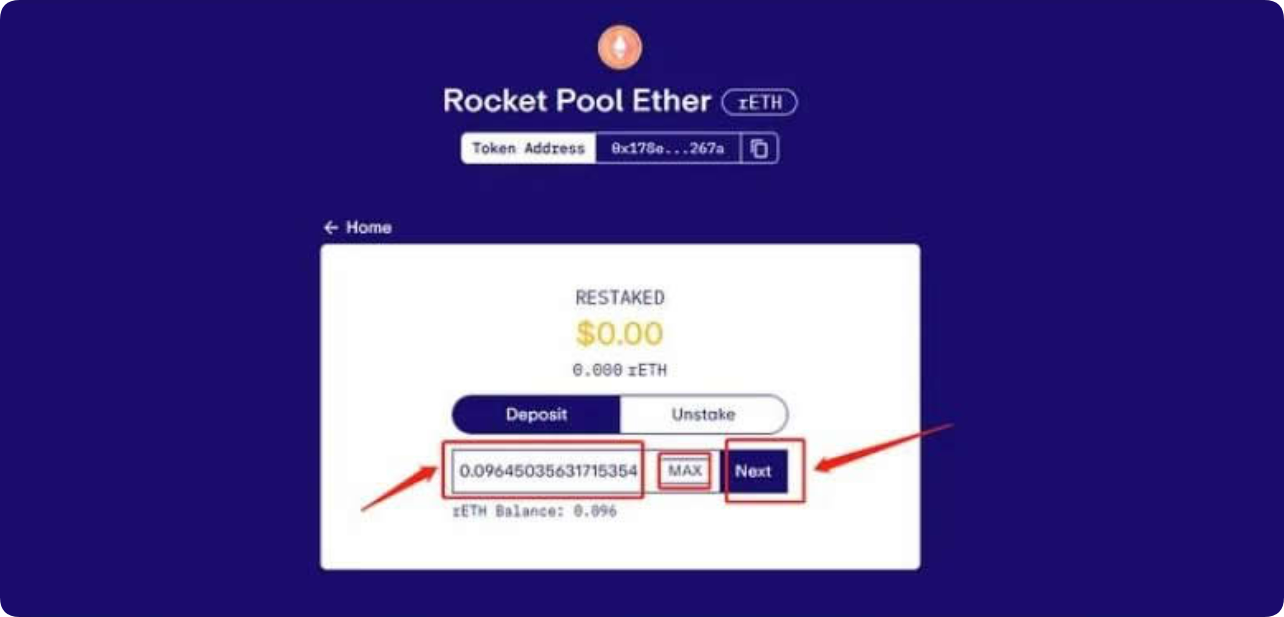 Rocket Pool Ether rETH
Token Address 0x178e...267a
← Home
RESTAKED
$0.00
0.000 rETH
Deposit Unstake
0.09645035631715354 MAX Next
rETH Balance: 0.096